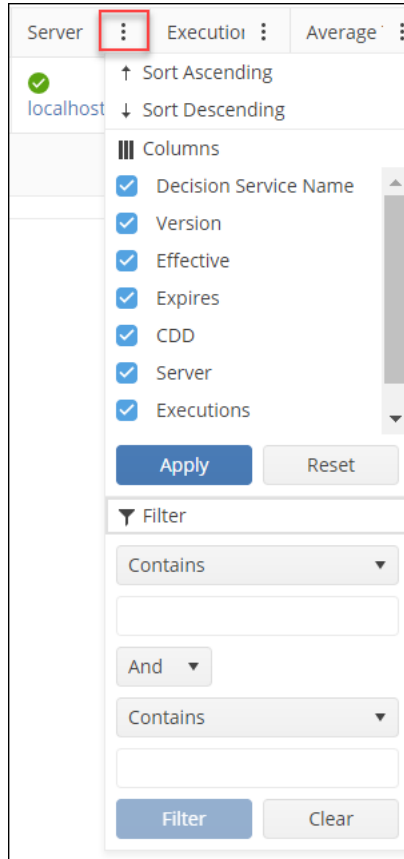 Server Execution Average
Sort Ascending
localhost Sort Descending
Columns
Decision Service Name
Version
Effective
Expires
CDD
Server
Executions
Apply Reset
Filter
Contains
And
Contains
Filter Clear